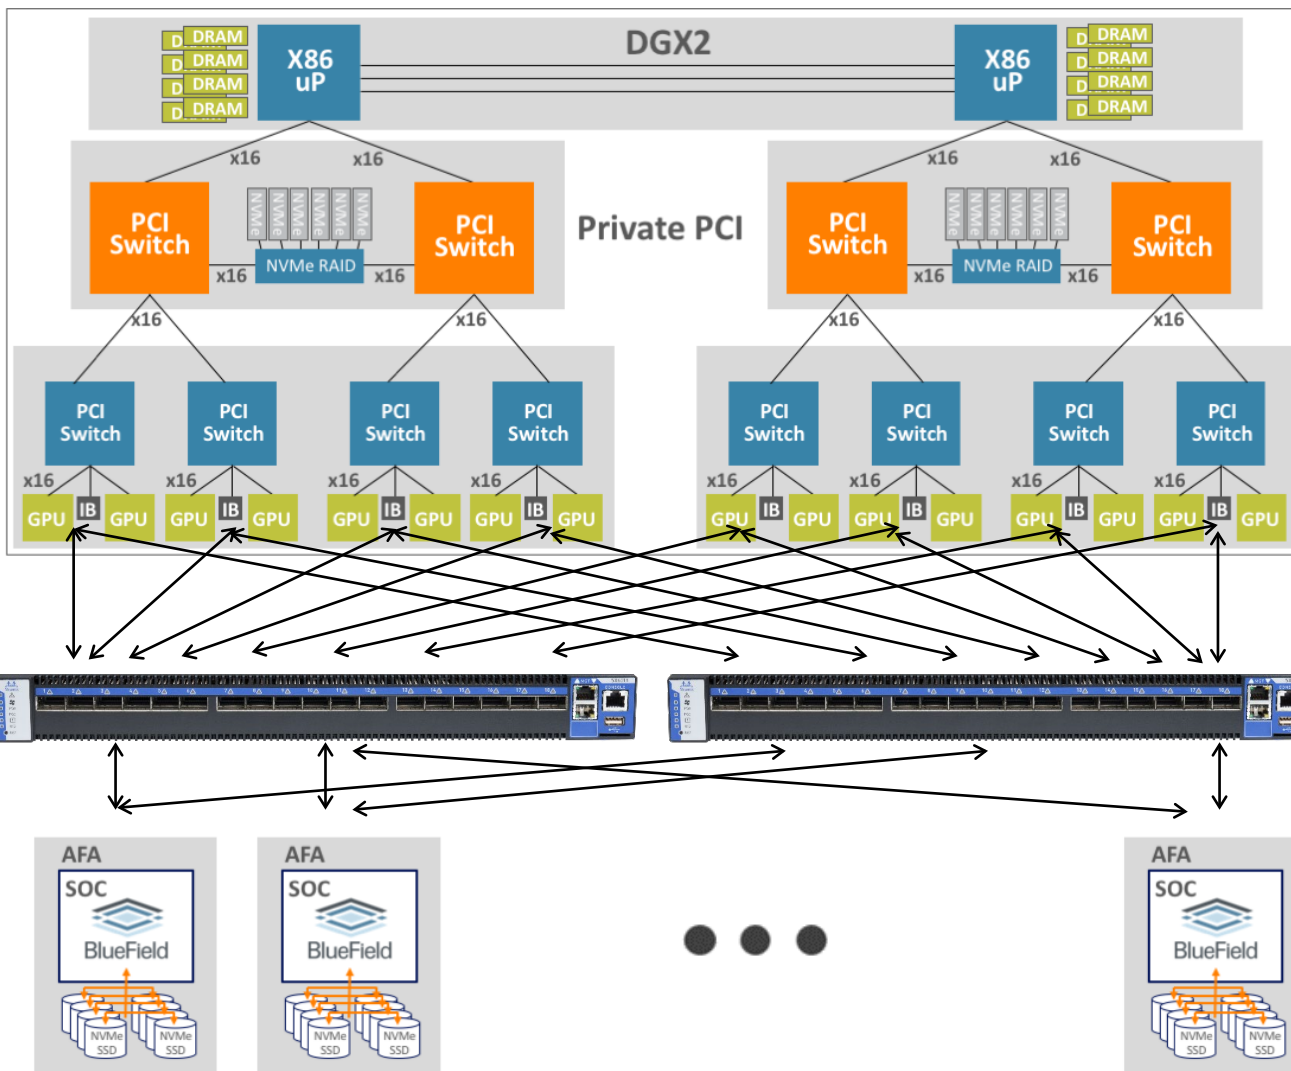 DGX2
DRAM
DRAM
DRAM
DRAM
X86
uP
X86
uP
DRAM
DRAM
DRAM
DRAM
x16
x16
x16
x16
PCI
Switch
NVMe
NVMe
NVMe
NVMe
NVMe
NVMe
NVMe RAID
x16
x16
PCI
Switch
Private PCI
PCI
Switch
NVMe
NVMe
NVMe
NVMe
NVMe
NVMe
NVMe RAID
x16
x16
PCI
Switch
x16
x16
x16
x16
PCI
Switch
PCI
Switch
PCI
Switch
PCI
Switch
PCI
Switch
PCI
Switch
PCI
Switch
PCI
Switch
x16
x16
x16
x16
x16
x16
x16
x16
GPU IB GPU
GPU IB GPU
GPU IB GPU
GPU IB GPU
GPU IB GPU
GPU IB GPU
GPU IB GPU
GPU IB GPU
AFA
SOC
BlueField
NVMe
SSD
NVMe
SSD
AFA
SOC
BlueField
NVMe
SSD
NVMe
SSD
AFA
SOC
BlueField
NVMe
SSD
NVMe
SSD